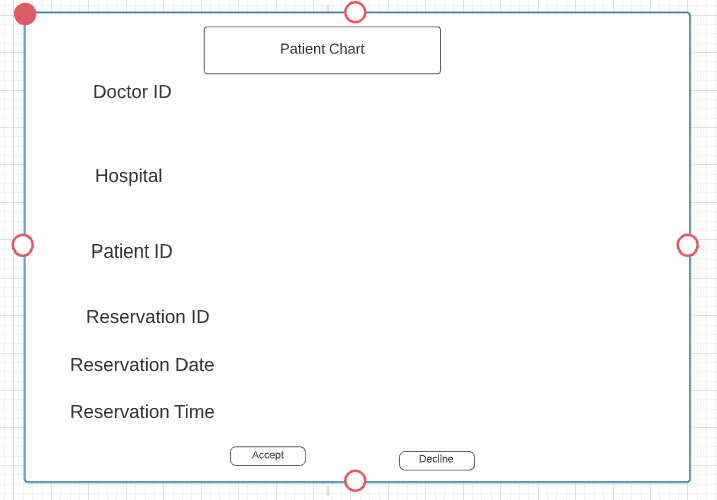 Patient Chart
Doctor ID
Hospital
Patient ID
Reservation ID
Reservation Date
Reservation Time
Accept
Decline